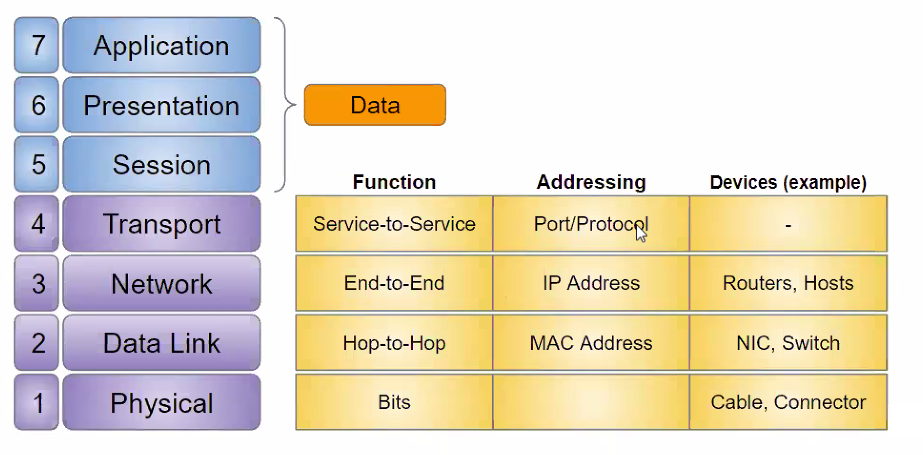 7 Application
6 Presentation
Data
5 Session
Function Addressing Devices (example)
4 Transport Service-to-Service Port/Protocol -
3 Network End-to-End IP Address Routers, Hosts
2 Data Link Hop-to-Hop MAC Address NIC, Switch
1 Physical Bits Cable, Connector